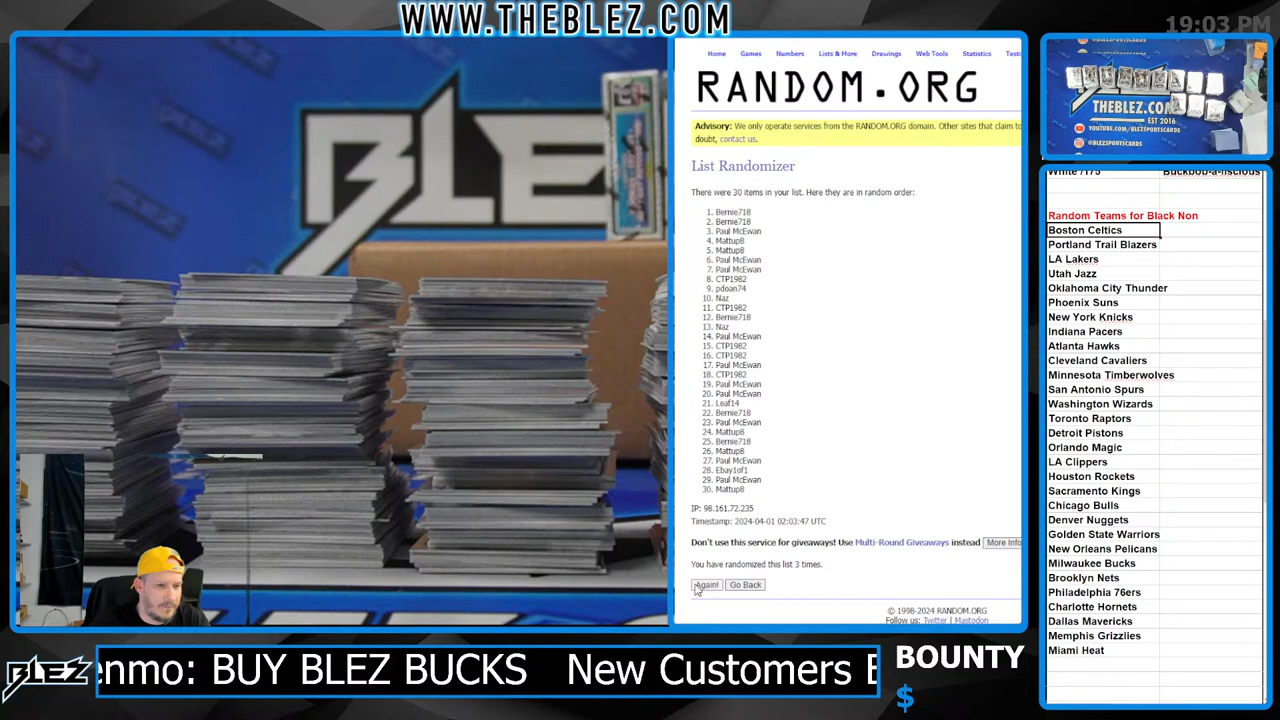 WWW.THEBLEZ.COM
19:03 PM
BLE
Home Games Numbers Lists & More Drawings Web Tools Statistics Testi
RANDOM.ORG
Advisory: We only operate services from the RANDOM.ORG domain. Other sites that claim to
doubt, contact us.
List Randomizer
There were 30 items in your list. Here they are in random order:
1. Bernie718
2. Bernie718
3. Paul McEwan
4. Mattup8
5. Mattup8
6. Paul McEwan
7. Paul McEwan
8. CTP1982
9. pdoan74
10. Naz
11. CTP1982
12. Bernie718
13. Naz
14. Paul McEwan
15. CTP1982
16. CTP1982
17. Paul McEwan
18. CTP1982
19. Paul McEwan
20. Paul McEwan
21. Leaf14
22. Bernie718
23. Paul McEwan
24. Mattup8
25. Bernie718
26. Mattup8
27. Paul McEwan
28. Ebay1of1
29. Paul McEwan
30. Mattup8
IP: 98.161.72.235
Timestamp: 2024-04-01 02:03:47 UTC
Don't use this service for giveaways! Use Multi-Round Giveaways instead More Info
You have randomized this list 3 times.
Again! Go Back
© 1998-2024 RANDOM.ORG
Follow us: Twitter | Mastodon
THEBLEZ.COM
EST 2016
YOUTUBE.COM/BLEZSPORTSCARDS
@BLEZSPORTSCARDS
White /175 Buckbob-a-liscious
Random Teams for Black Non
Boston Celtics
Portland Trail Blazers
LA Lakers
Utah Jazz
Oklahoma City Thunder
Phoenix Suns
New York Knicks
Indiana Pacers
Atlanta Hawks
Cleveland Cavaliers
Minnesota Timberwolves
San Antonio Spurs
Washington Wizards
Toronto Raptors
Detroit Pistons
Orlando Magic
LA Clippers
Houston Rockets
Sacramento Kings
Chicago Bulls
Denver Nuggets
Golden State Warriors
New Orleans Pelicans
Milwaukee Bucks
Brooklyn Nets
Philadelphia 76ers
Charlotte Hornets
Dallas Mavericks
Memphis Grizzlies
Miami Heat
BLEZ
enmo: BUY BLEZ BUCKS New Customers E
BOUNTY
$